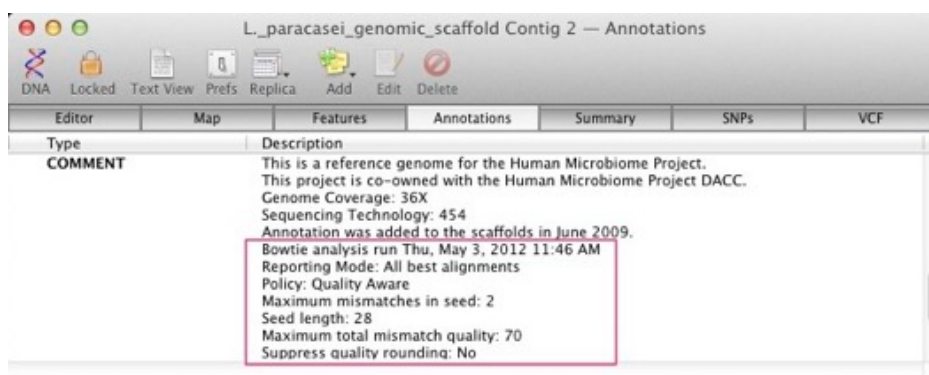 L._paracasei_genomic_scaffold Contig 2 — Annotations
DNA Locked Text View Prefs Replica Add Edit Delete
Editor Map Features Annotations Summary SNPs VCF
Type Description
COMMENT This is a reference genome for the Human Microbiome Project.
This project is co-owned with the Human Microbiome Project DACC.
Genome Coverage: 36X
Sequencing Technology: 454
Annotation was added to the scaffolds in June 2009.
Bowtie analysis run Thu, May 3, 2012 11:46 AM
Reporting Mode: All best alignments
Policy: Quality Aware
Maximum mismatches in seed: 2
Seed length: 28
Maximum total mismatch quality: 70
Suppress quality rounding: No